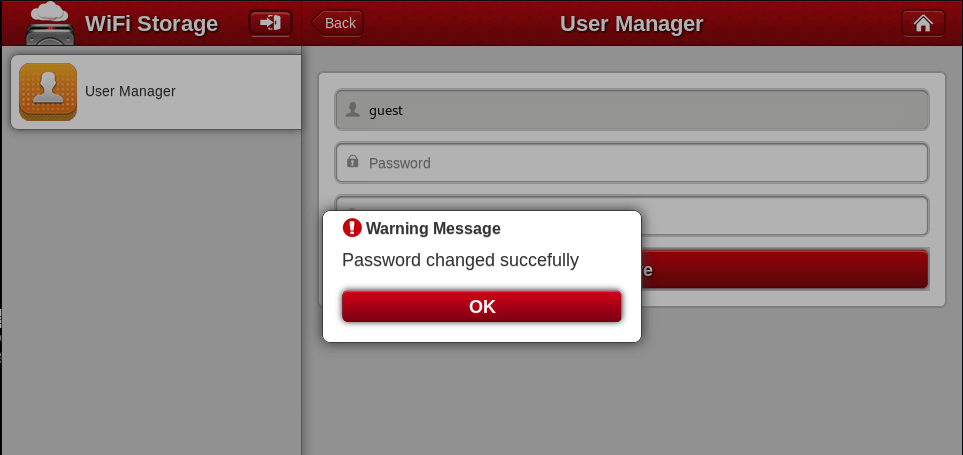 WiFi Storage
Back
User Manager
User Manager
guest
Password
Warning Message
Password changed succefully
OK